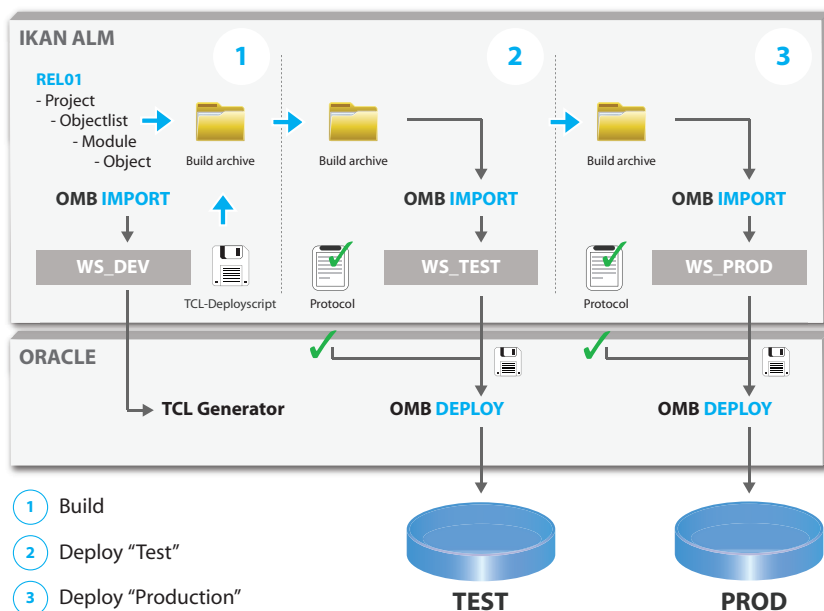 IKAN ALM
1
2
3
REL01
- Project
- Objectlist
- Module
- Object
Build archive
Build archive
Build archive
OMB IMPORT
OMB IMPORT
OMB IMPORT
WS_DEV
WS_TEST
WS_PROD
TCL-Deployscript
Protocol
Protocol
ORACLE
TCL Generator
OMB DEPLOY
OMB DEPLOY
1 Build
2 Deploy “Test”
3 Deploy “Production”
TEST
PROD